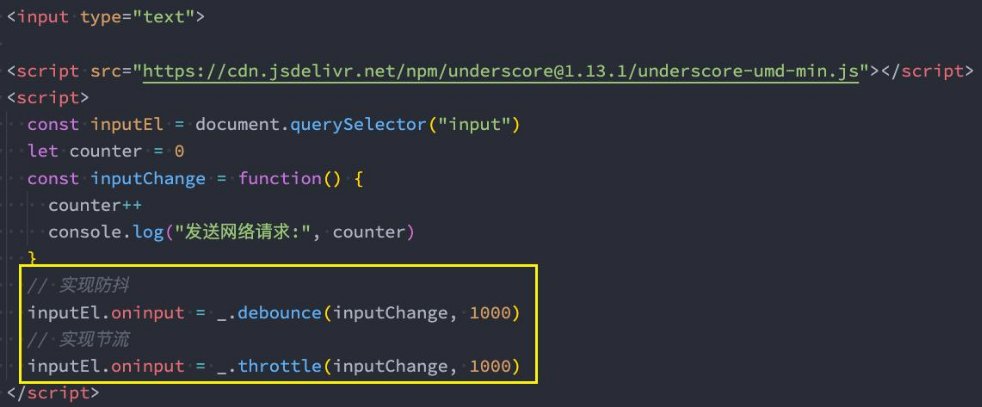 <input type="text">
<script src="https://cdn.jsdelivr.net/npm/underscore@1.13.1/underscore-umd-min.js"></script>
<script>
const inputEl = document.querySelector("input")
let counter = 0
const inputChange = function() {
counter++
console.log("发送网络请求:", counter)
}
// 实现防抖
inputEl.oninput = _.debounce(inputChange, 1000)
// 实现节流
inputEl.oninput = _.throttle(inputChange, 1000)
</script>